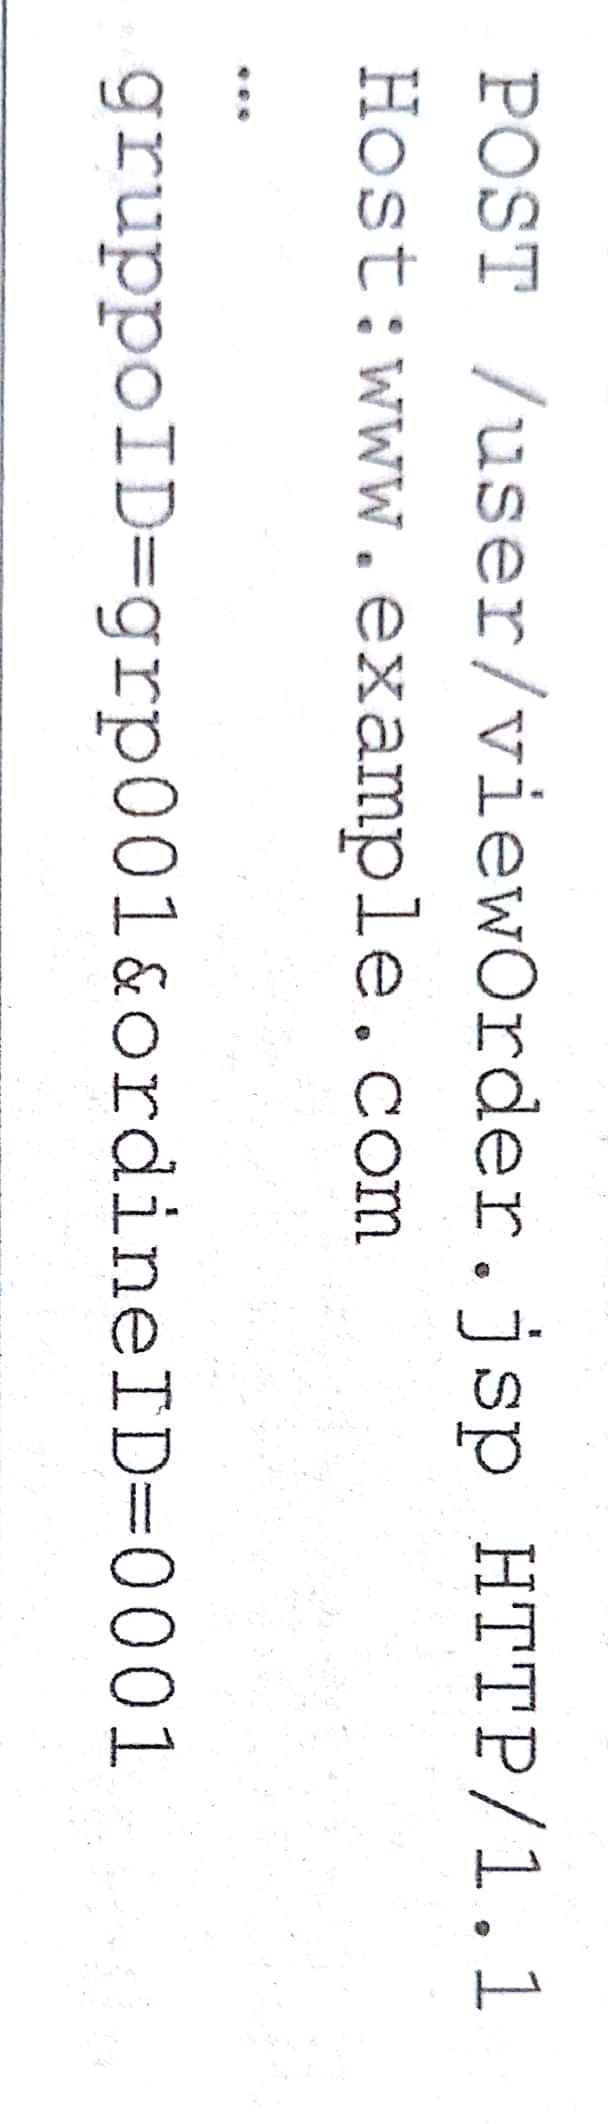 POST /user/viewOrder.jsp HTTP/1.1
Host:www.example.com
...
gruppoID=grp001&ordineID=0001